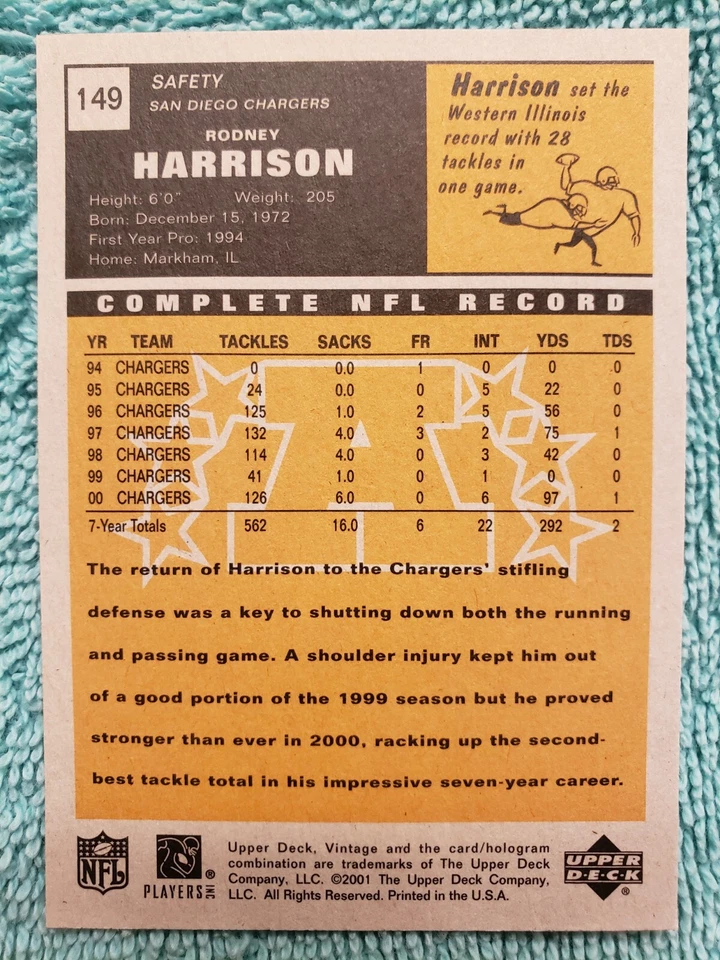 149
SAFETY
SAN DIEGO CHARGERS
RODNEY
HARRISON
Height: 6'0" Weight: 205
Born: December 15, 1972
First Year Pro: 1994
Home: Markham, IL
Harrison set the
Western Illinois
record with 28
tackles in
one game.
COMPLETE NFL RECORD
YR TEAM TACKLES SACKS FR INT YDS TDS
94 CHARGERS 0 0.0 1 0 0 0
95 CHARGERS 24 0.0 0 5 22 0
96 CHARGERS 125 1.0 2 5 56 0
97 CHARGERS 132 4.0 3 2 75 1
98 CHARGERS 114 4.0 0 3 42 0
99 CHARGERS 41 1.0 0 1 0 0
00 CHARGERS 126 6.0 0 6 97 1
7-Year Totals 562 16.0 6 22 292 2
The return of Harrison to the Chargers' stifling
defense was a key to shutting down both the running
and passing game. A shoulder injury kept him out
of a good portion of the 1999 season but he proved
stronger than ever in 2000, racking up the second-
best tackle total in his impressive seven-year career.
NFL
PLAYERS INC ®
Upper Deck, Vintage and the card/hologram
combination are trademarks of The Upper Deck
Company, LLC. ©2001 The Upper Deck Company,
LLC. All Rights Reserved. Printed in the U.S.A.
UPPER
DECK ®